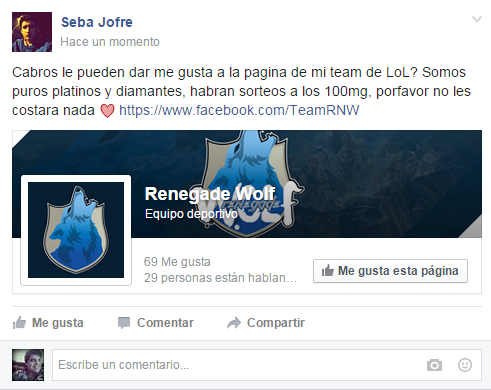 Seba Jofre
Hace un momento
Cabros le pueden dar me gusta a la pagina de mi team de LoL? Somos
puros platinos y diamantes, habran sorteos a los 100mg, porfavor no les
costara nada ❤ https://www.facebook.com/TeamRNW
Renegade Wolf
Equipo deportivo
RENEGADE
Wolf
69 Me gusta
29 personas están hablan...
Me gusta esta página
Me gusta Comentar Compartir
Escribe un comentario...